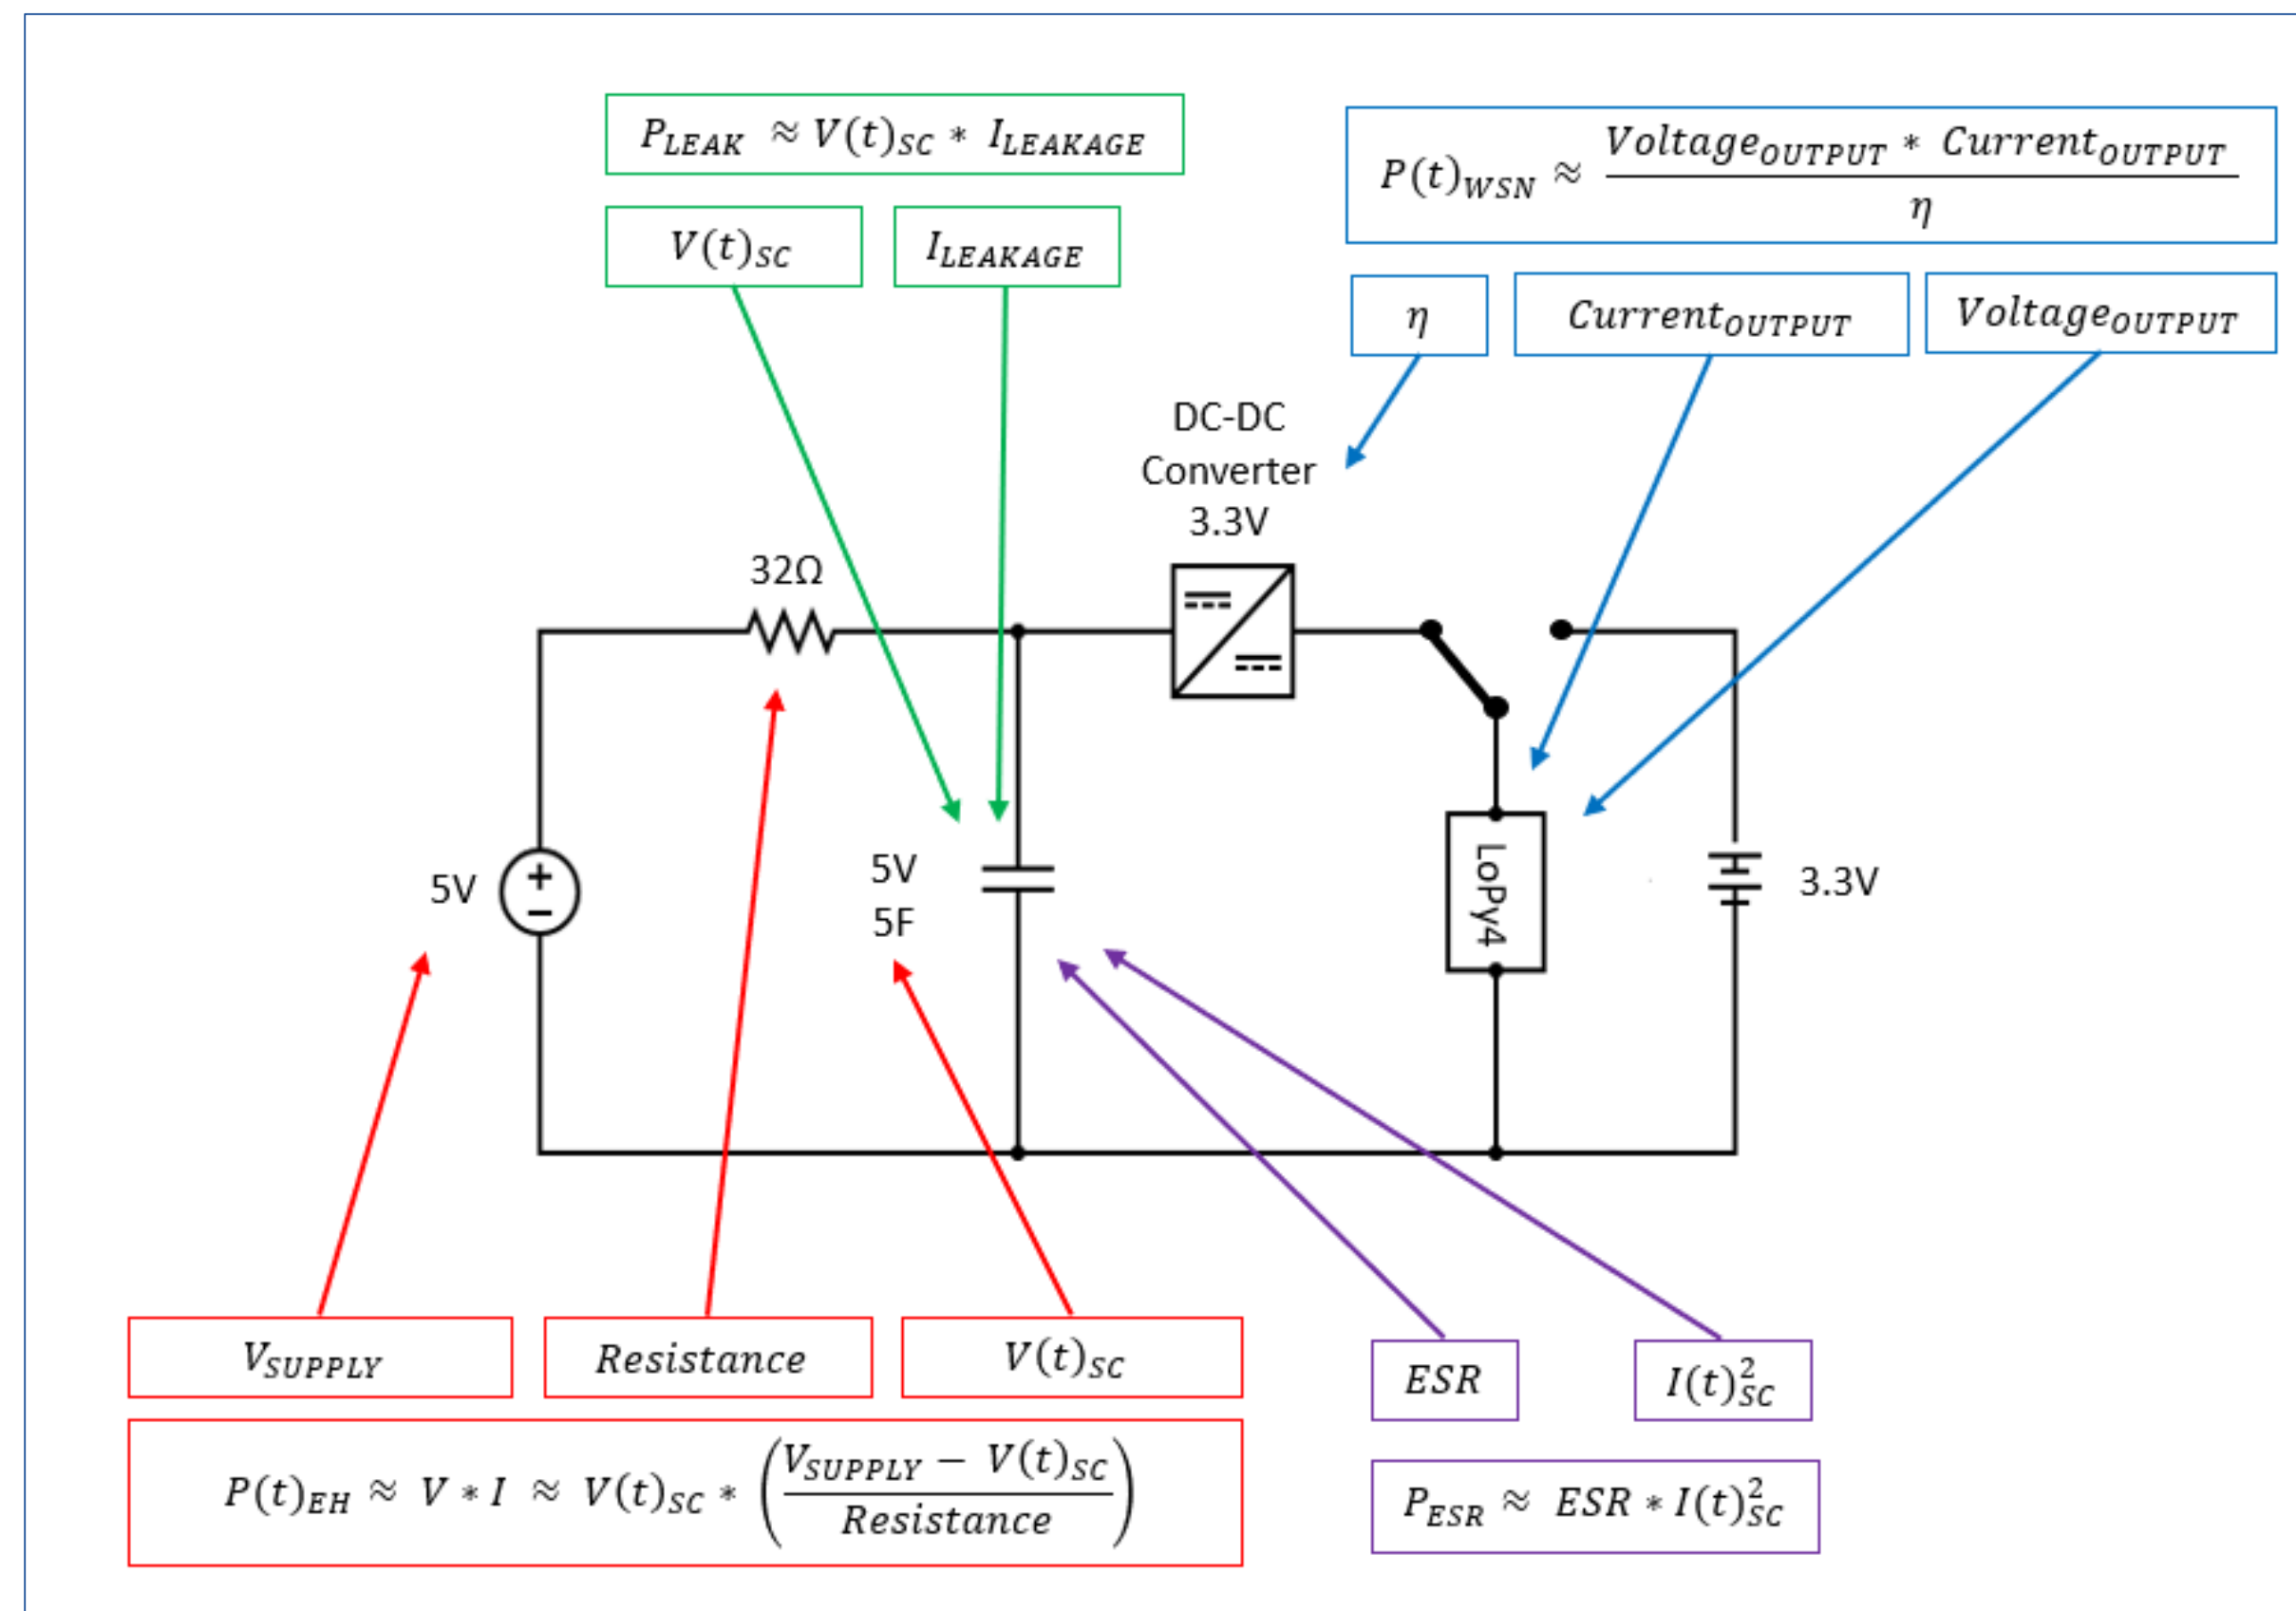 P_LEAK ≈ V(t)_SC * I_LEAKAGE
V(t)_SC
I_LEAKAGE
P(t)_WSN ≈ Voltage_OUTPUT * Current_OUTPUT / η
η
Current_OUTPUT
Voltage_OUTPUT
DC-DC
Converter
3.3V
32Ω
5V
5V
5F
LoPy4
3.3V
V_SUPPLY
Resistance
V(t)_SC
P(t)_EH ≈ V * I ≈ V(t)_SC * ((V_SUPPLY − V(t)_SC) / Resistance)
ESR
I(t)²_SC
P_ESR ≈ ESR * I(t)²_SC